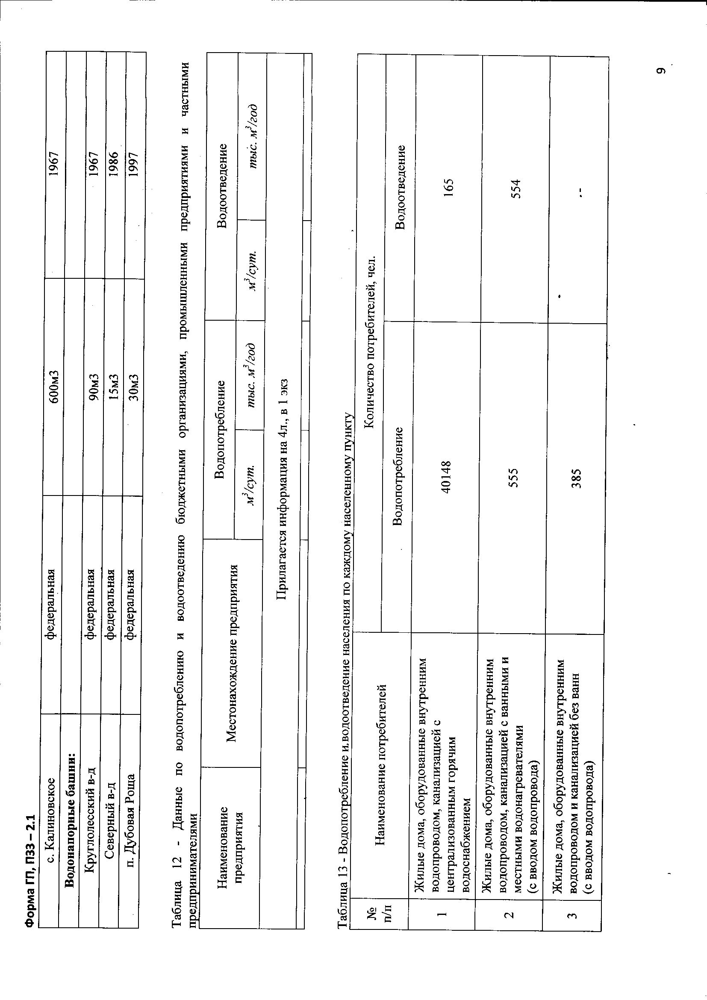 Форма ГП, ПЗЗ – 2.1
с. Калиновское федеральная 600м3 1967
Водонапорные башни:
Круглолесский в-д федеральная 90м3 1967
Северный в-д федеральная 15м3 1986
п. Дубовая Роща федеральная 30м3 1997
Таблица 12 - Данные по водопотреблению и водоотведению бюджетными организациями, промышленными предприятиями и частными
предпринимателями
Наименование
предприятия
Местонахождение предприятия
Водопотребление
Водоотведение
м³/сут.
тыс. м³/год
м³/сут.
тыс. м³/год
Прилагается информация на 4л., в 1 экз
Таблица 13 - Водопотребление и водоотведение населения по каждому населенному пункту
№
п/п
Наименование потребителей
Количество потребителей, чел.
Водопотребление
Водоотведение
1
Жилые дома, оборудованные внутренним
водопроводом, канализацией с
централизованным горячим
водоснабжением
40148
165
2
Жилые дома, оборудованные внутренним
водопроводом, канализацией с ванными и
местными водонагревателями
(с вводом водопровода)
555
554
3
Жилые дома, оборудованные внутренним
водопроводом и канализацией без ванн
(с вводом водопровода)
385
--
9